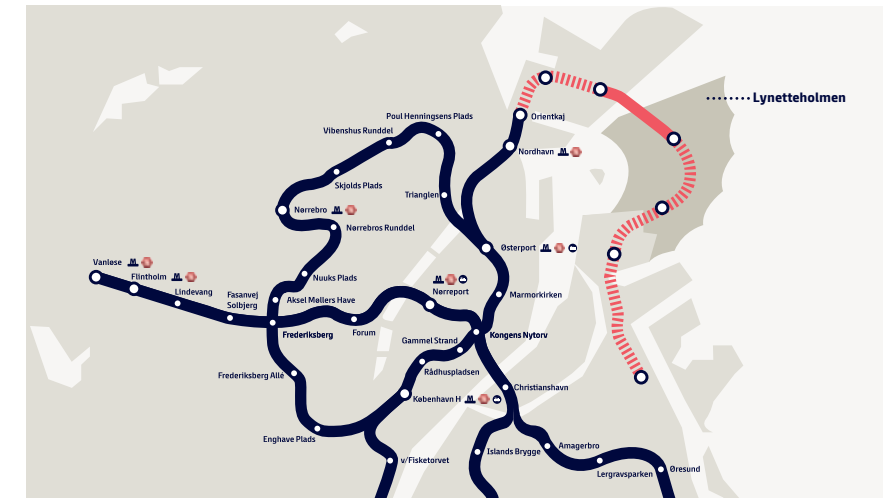 Lynetteholmen
Poul Henningsens Plads
Orientkaj
Vibenshus Runddel
Nordhavn
Skjolds Plads
Trianglen
Nørrebro
Nørrebros Runddel
Østerport
Vanløse
Flintholm
Nuuks Plads
Lindevang
Fasanvej
Solbjerg
Aksel Møllers Have
Nørreport
Marmorkirken
Frederiksberg
Forum
Gammel Strand
Kongens Nytorv
Rådhuspladsen
Frederiksberg Allé
Christianshavn
København H
Enghave Plads
Islands Brygge
Amagerbro
v/Fisketorvet
Lergravsparken
Øresund